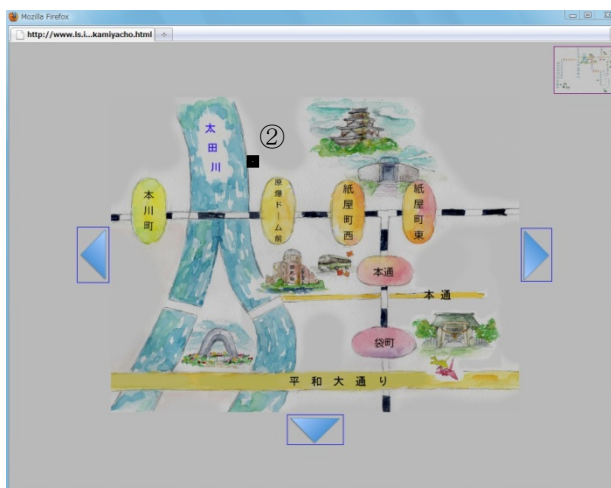 Mozilla Firefox
http://www.ls.i...kamiyacho.html
太田川
②
本川町
原爆ドーム前
紙屋町西
紙屋町東
本通
本通
袋町
平和大通り